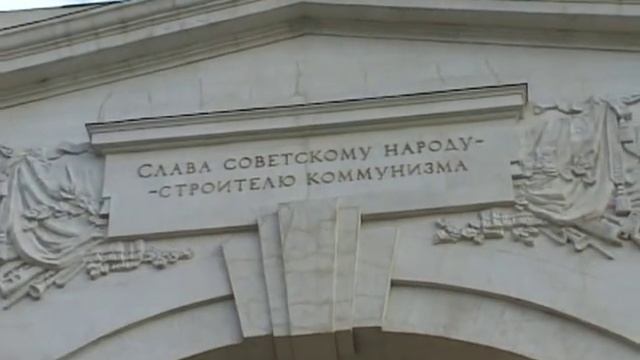 СЛАВА СОВЕТСКОМУ НАРОДУ-
-СТРОИТЕЛЮ КОММУНИЗМА